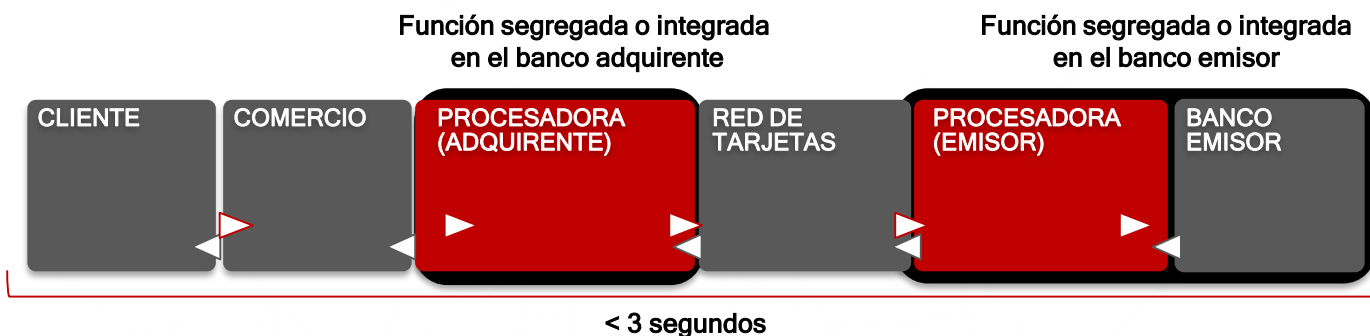 Función segregada o integrada
en el banco adquirente
Función segregada o integrada
en el banco emisor
CLIENTE
COMERCIO
PROCESADORA
(ADQUIRENTE)
RED DE
TARJETAS
PROCESADORA
(EMISOR)
BANCO
EMISOR
< 3 segundos